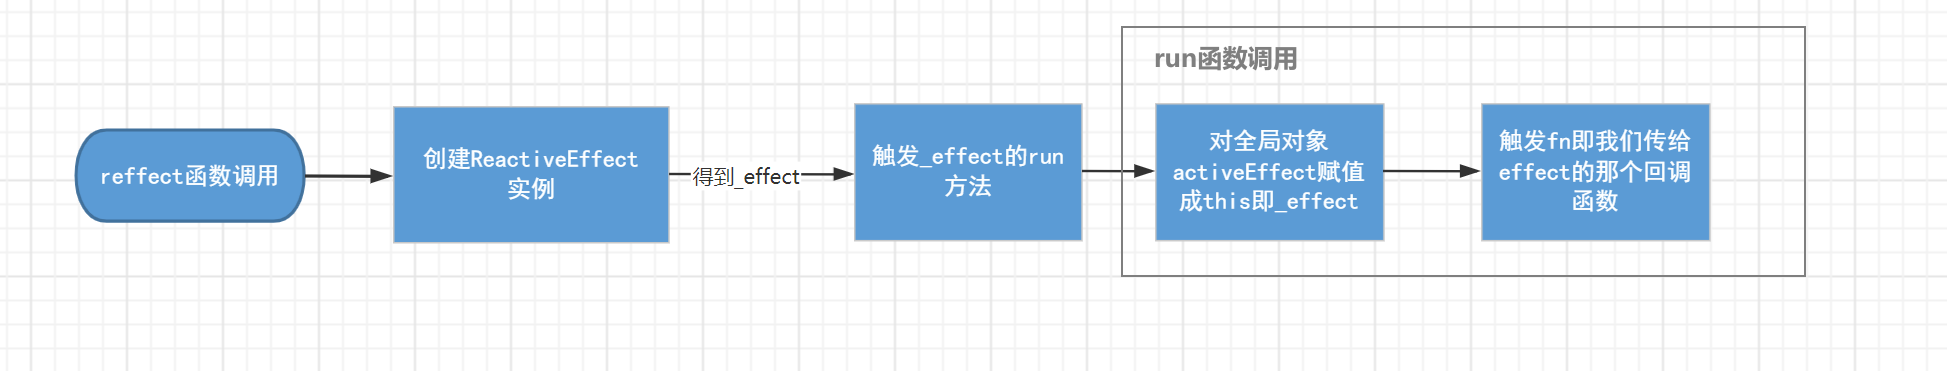 run函数调用
reffect函数调用
创建ReactiveEffect
实例
得到_effect
触发_effect的run
方法
对全局对象
activeEffect赋值
成this即_effect
触发fn即我们传给
effect的那个回调
函数